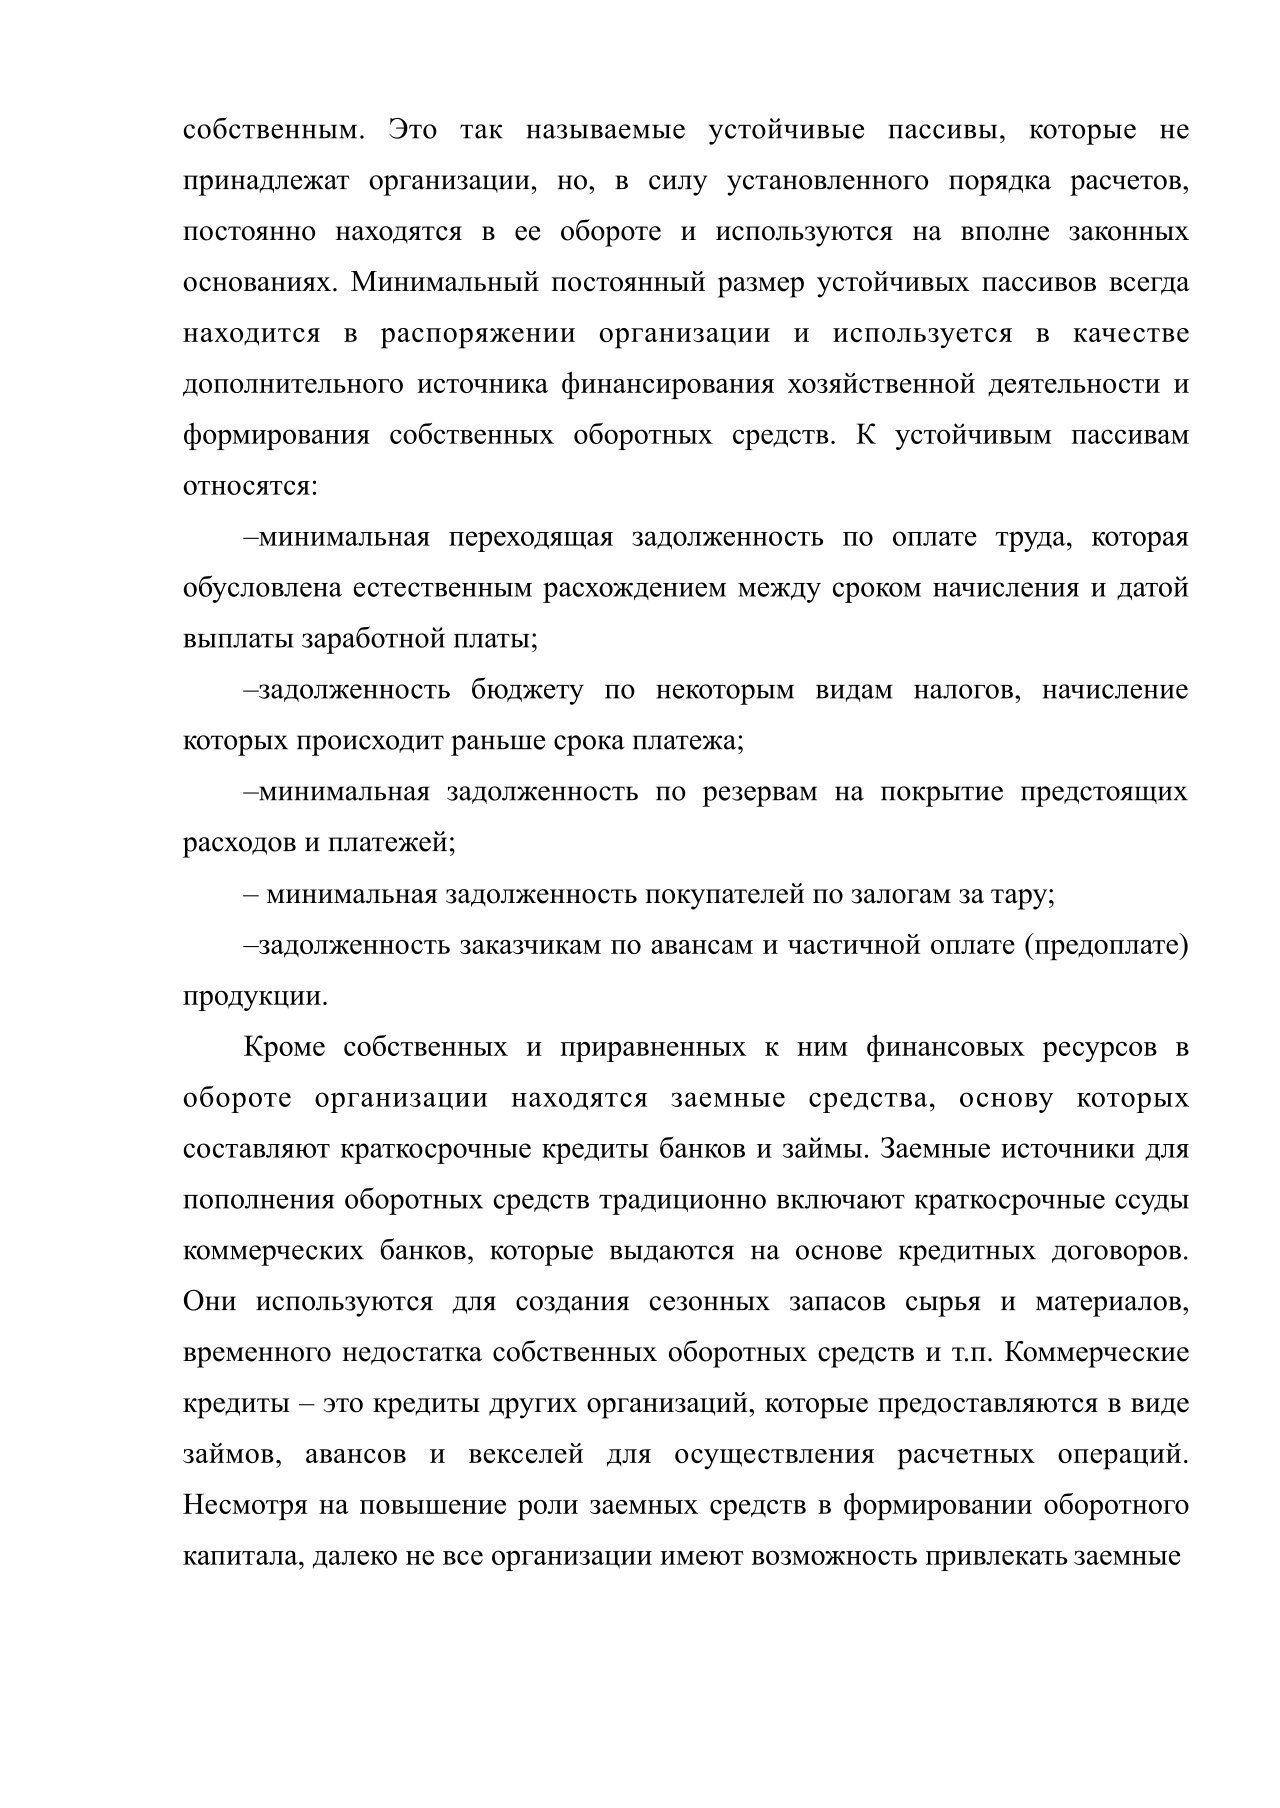 собственным. Это так называемые устойчивые пассивы, которые не
принадлежат организации, но, в силу установленного порядка расчетов,
постоянно находятся в ее обороте и используются на вполне законных
основаниях. Минимальный постоянный размер устойчивых пассивов всегда
находится в распоряжении организации и используется в качестве
дополнительного источника финансирования хозяйственной деятельности и
формирования собственных оборотных средств. К устойчивым пассивам
относятся:
–минимальная переходящая задолженность по оплате труда, которая
обусловлена естественным расхождением между сроком начисления и датой
выплаты заработной платы;
–задолженность бюджету по некоторым видам налогов, начисление
которых происходит раньше срока платежа;
–минимальная задолженность по резервам на покрытие предстоящих
расходов и платежей;
– минимальная задолженность покупателей по залогам за тару;
–задолженность заказчикам по авансам и частичной оплате (предоплате)
продукции.
Кроме собственных и приравненных к ним финансовых ресурсов в
обороте организации находятся заемные средства, основу которых
составляют краткосрочные кредиты банков и займы. Заемные источники для
пополнения оборотных средств традиционно включают краткосрочные ссуды
коммерческих банков, которые выдаются на основе кредитных договоров.
Они используются для создания сезонных запасов сырья и материалов,
временного недостатка собственных оборотных средств и т.п. Коммерческие
кредиты – это кредиты других организаций, которые предоставляются в виде
займов, авансов и векселей для осуществления расчетных операций.
Несмотря на повышение роли заемных средств в формировании оборотного
капитала, далеко не все организации имеют возможность привлекать заемные